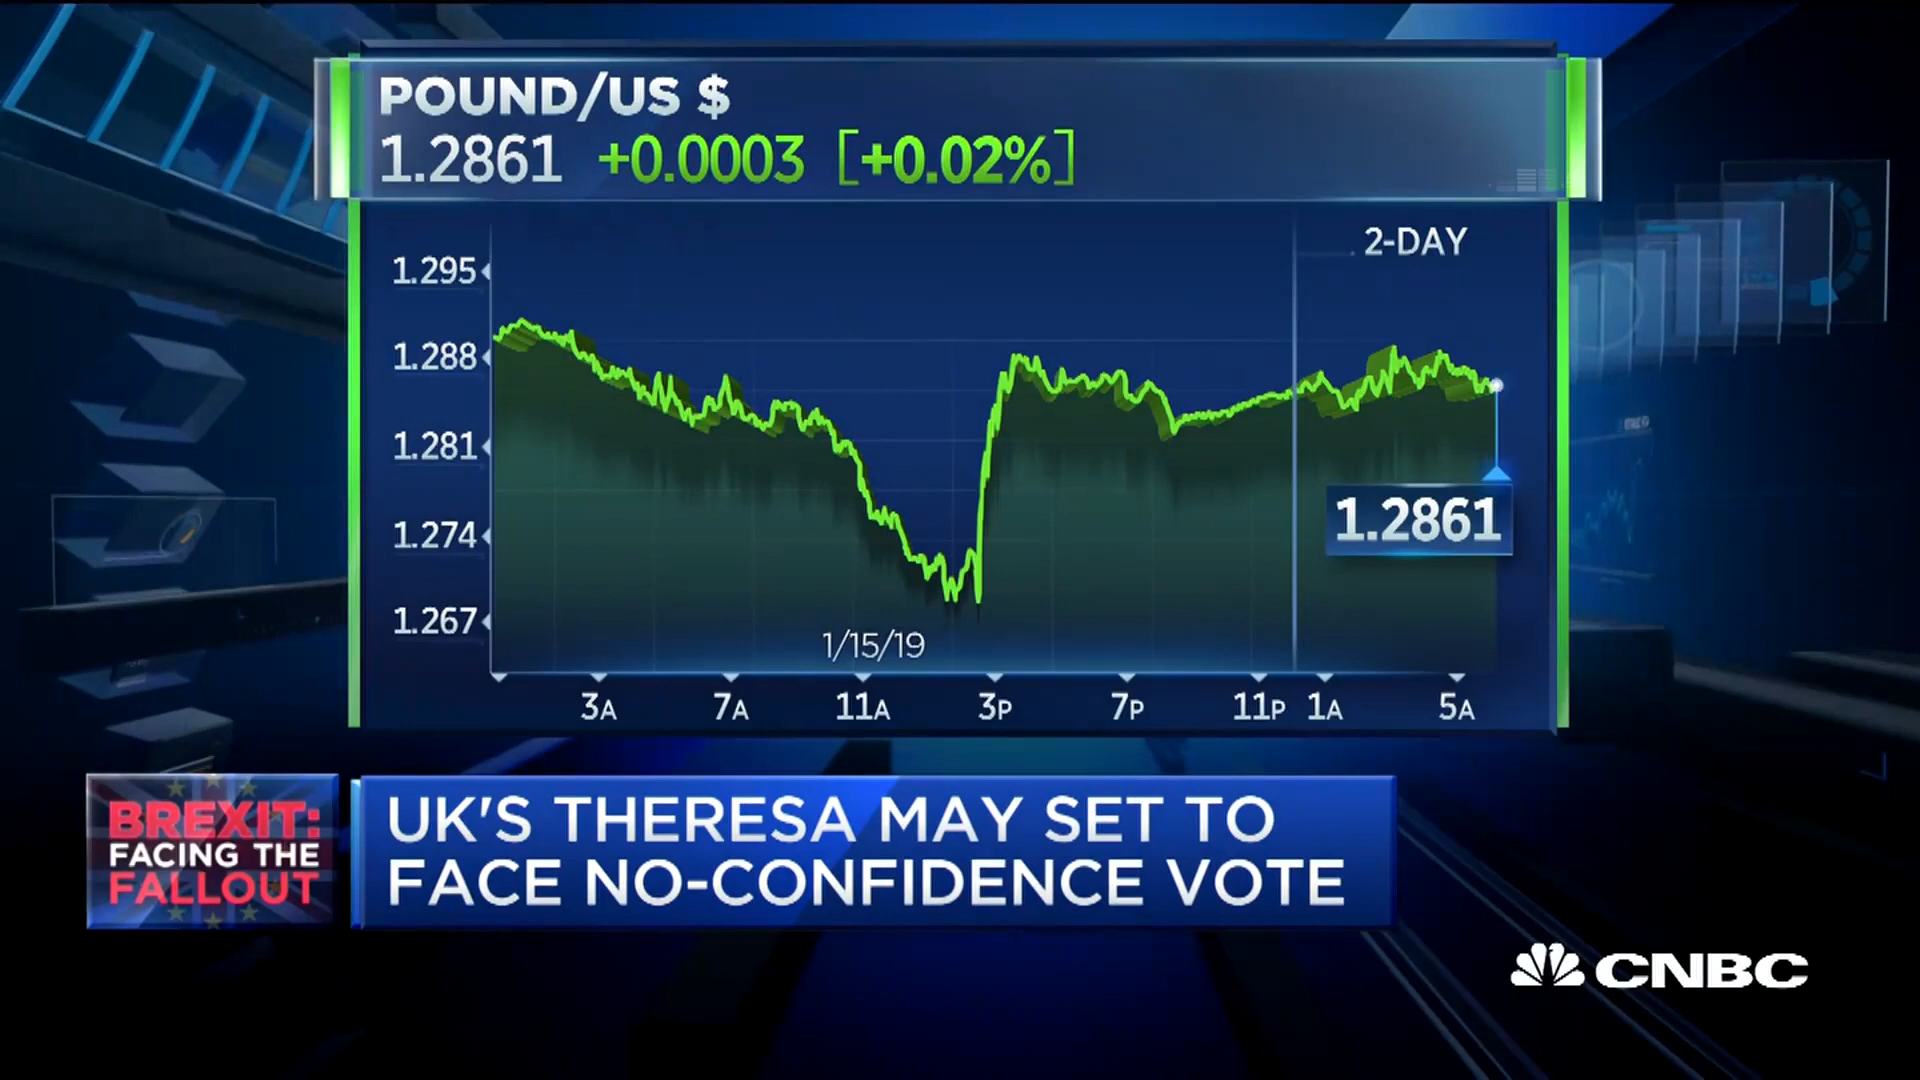 POUND/US $
1.2861 +0.0003 [+0.02%]
2-DAY
1.295
1.288
1.281
1.274
1.267
1.2861
1/15/19
3A 7A 11A 3P 7P 11P 1A 5A
BREXIT:
FACING THE
FALLOUT
UK'S THERESA MAY SET TO
FACE NO-CONFIDENCE VOTE
CNBC